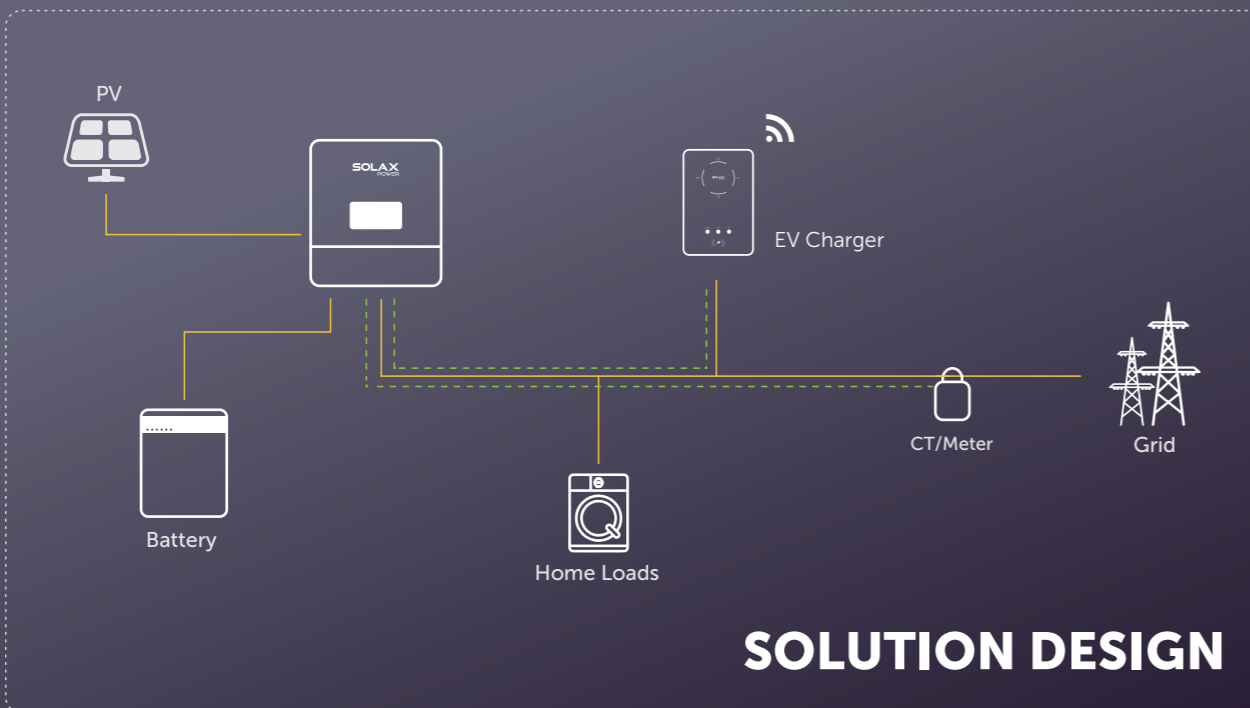 PV
SOLAX
POWER
EV Charger
CT/Meter
Grid
Battery
Home Loads
SOLUTION DESIGN